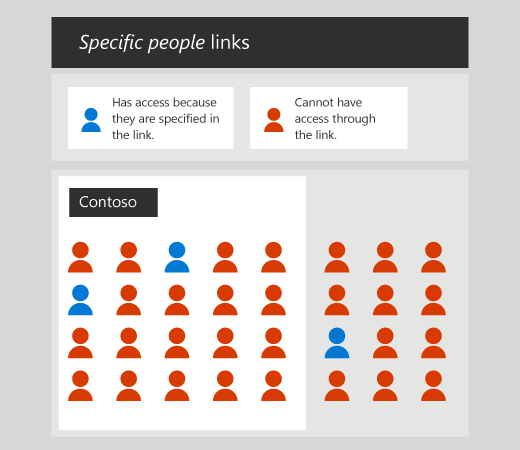 Specific people links
Has access because
they are specified in
the link.
Cannot have
access through
the link.
Contoso